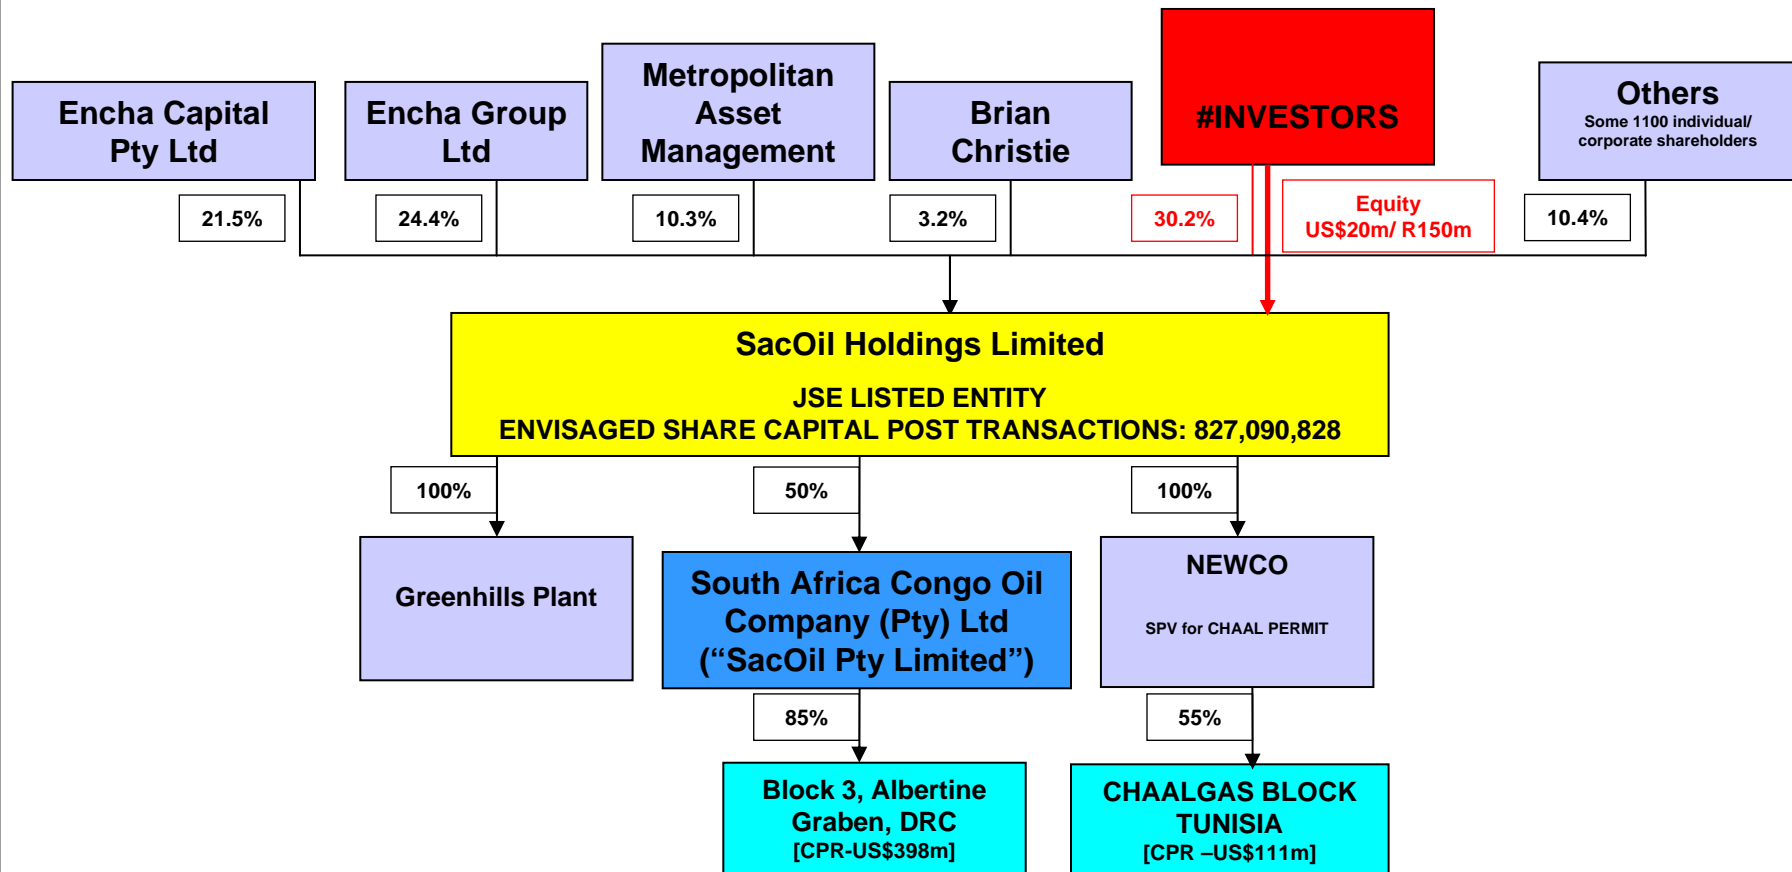 Encha Capital
Pty Ltd
Encha Group
Ltd
Metropolitan
Asset
Management
Brian
Christie
#INVESTORS
Others
Some 1100 individual/
corporate shareholders
21.5%
24.4%
10.3%
3.2%
30.2%
Equity
US$20m/ R150m
10.4%
SacOil Holdings Limited
JSE LISTED ENTITY
ENVISAGED SHARE CAPITAL POST TRANSACTIONS: 827,090,828
100%
50%
100%
Greenhills Plant
South Africa Congo Oil
Company (Pty) Ltd
(“SacOil Pty Limited”)
NEWCO
SPV for CHAAL PERMIT
85%
55%
Block 3, Albertine
Graben, DRC
[CPR-US$398m]
CHAALGAS BLOCK
TUNISIA
[CPR –US$111m]